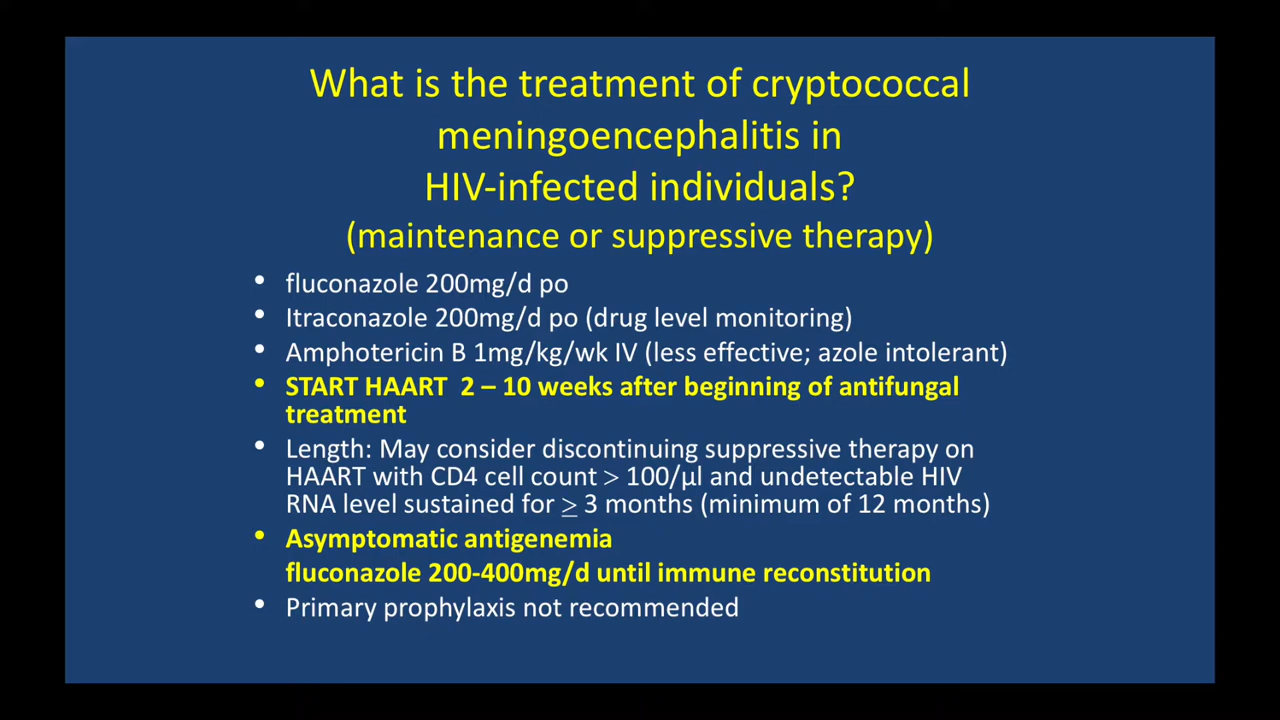 What is the treatment of cryptococcal
meningoencephalitis in
HIV-infected individuals?
(maintenance or suppressive therapy)
• fluconazole 200mg/d po
• Itraconazole 200mg/d po (drug level monitoring)
• Amphotericin B 1mg/kg/wk IV (less effective; azole intolerant)
• START HAART 2 – 10 weeks after beginning of antifungal
treatment
• Length: May consider discontinuing suppressive therapy on
HAART with CD4 cell count > 100/µl and undetectable HIV
RNA level sustained for ≥ 3 months (minimum of 12 months)
• Asymptomatic antigenemia
fluconazole 200-400mg/d until immune reconstitution
• Primary prophylaxis not recommended